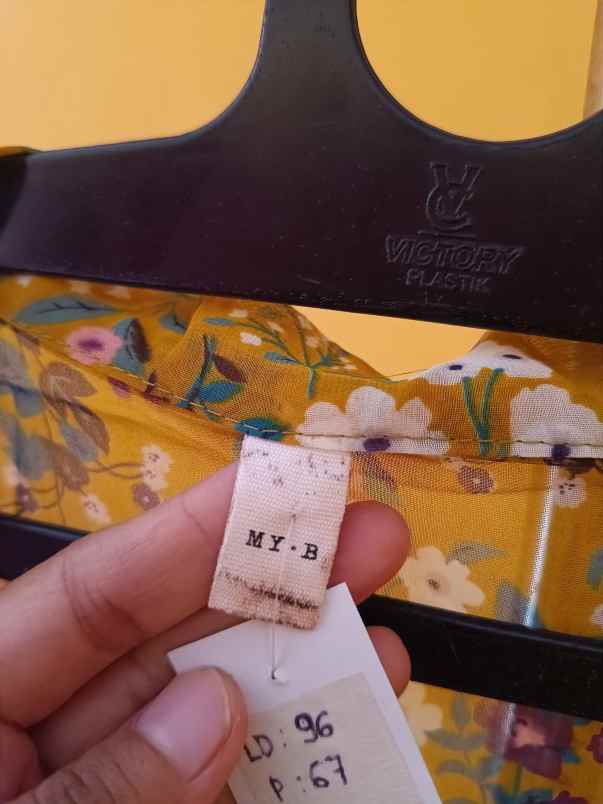 VICTORY
PLASTIK
MY·B
LD: 96
P: 67